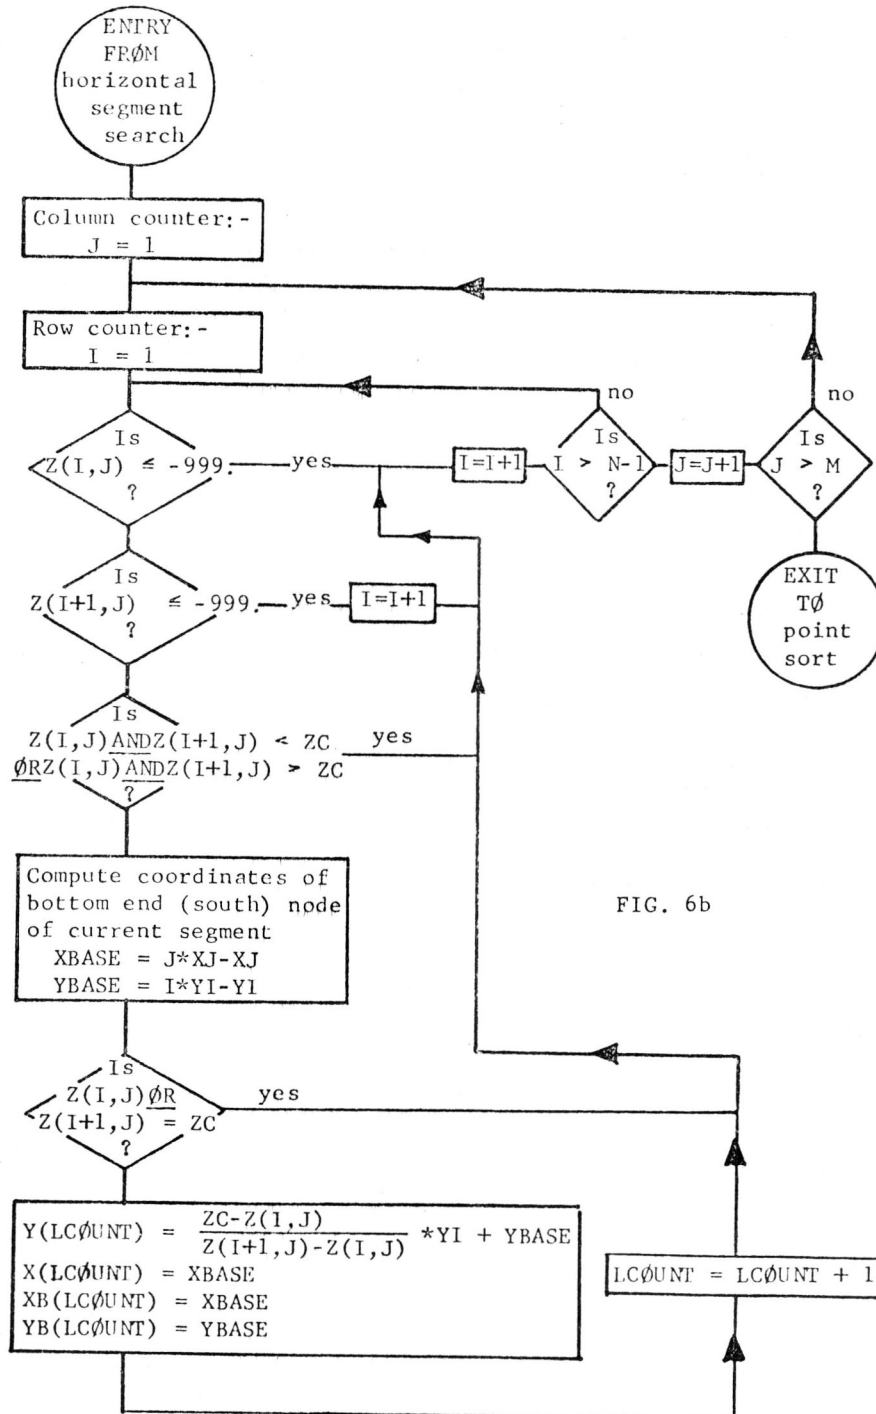 ENTRY
FRØM
horizontal
segment
search
Column counter:-
J = 1
Row counter:-
I = 1
no
no
Is
Z(I,J) ≤ -999.
?
yes
I=I+1
Is
I > N-1
?
J=J+1
Is
J > M
?
Is
Z(I+1,J) ≤ -999.
?
yes
I=I+1
EXIT
TØ
point
sort
Is
Z(I,J)ANDZ(I+1,J) < ZC
ØRZ(I,J)ANDZ(I+1,J) > ZC
?
yes
Compute coordinates of
bottom end (south) node
of current segment
XBASE = J*XJ-XJ
YBASE = I*YI-YI
FIG. 6b
Is
Z(I,J)ØR
Z(I+1,J) = ZC
?
yes
Y(LCØUNT) = ZC-Z(I,J) / Z(I+1,J)-Z(I,J) *YI + YBASE
X(LCØUNT) = XBASE
XB(LCØUNT) = XBASE
YB(LCØUNT) = YBASE
LCØUNT = LCØUNT + 1